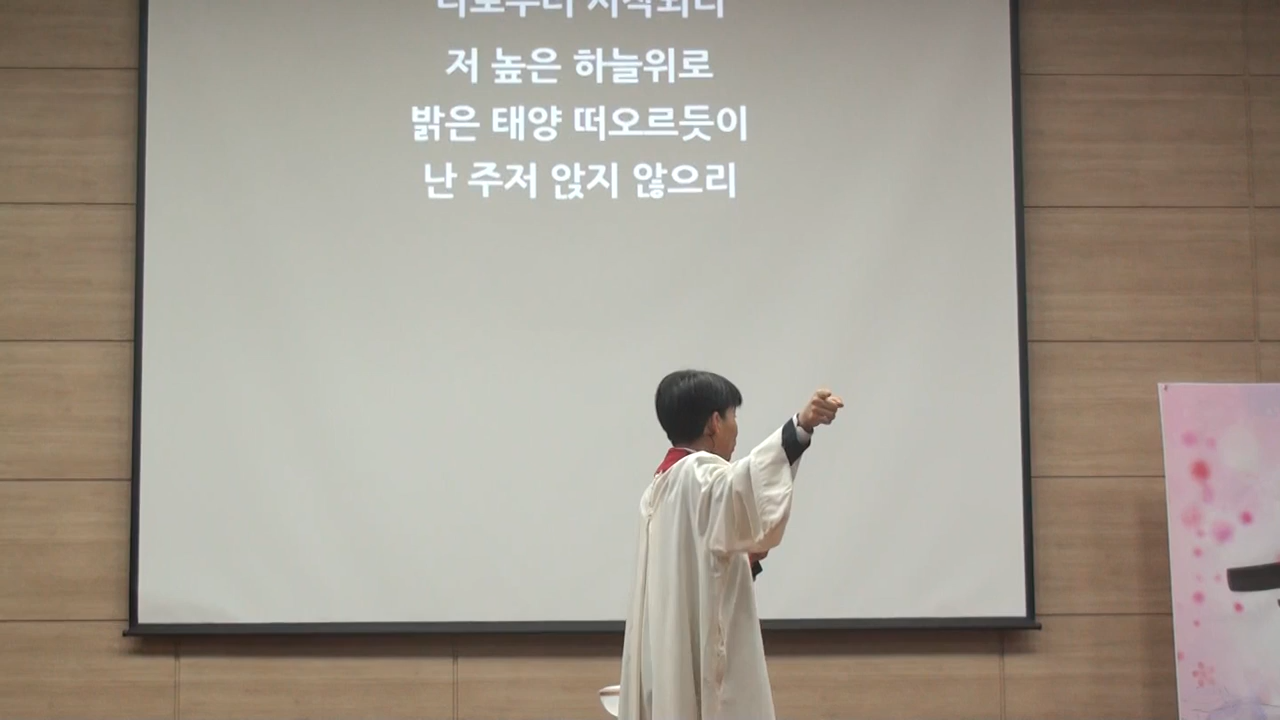 저 높은 하늘위로
밝은 태양 떠오르듯이
난 주저 앉지 않으리